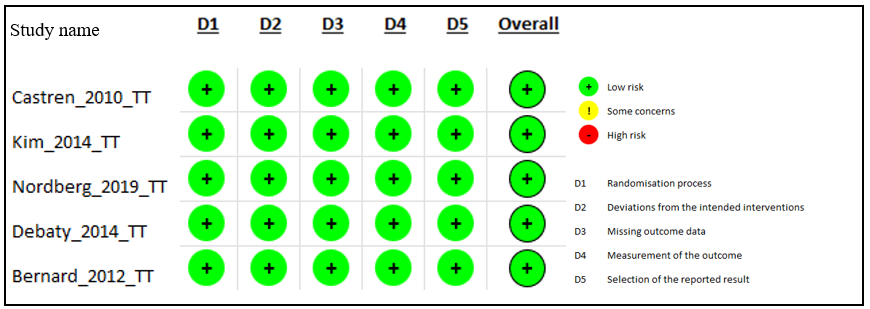 Study name D1 D2 D3 D4 D5 Overall
Castren_2010_TT + + + + + +
Kim_2014_TT + + + + + +
Nordberg_2019_TT + + + + + +
Debaty_2014_TT + + + + + +
Bernard_2012_TT + + + + + +
+ Low risk
! Some concerns
- High risk
D1 Randomisation process
D2 Deviations from the intended interventions
D3 Missing outcome data
D4 Measurement of the outcome
D5 Selection of the reported result